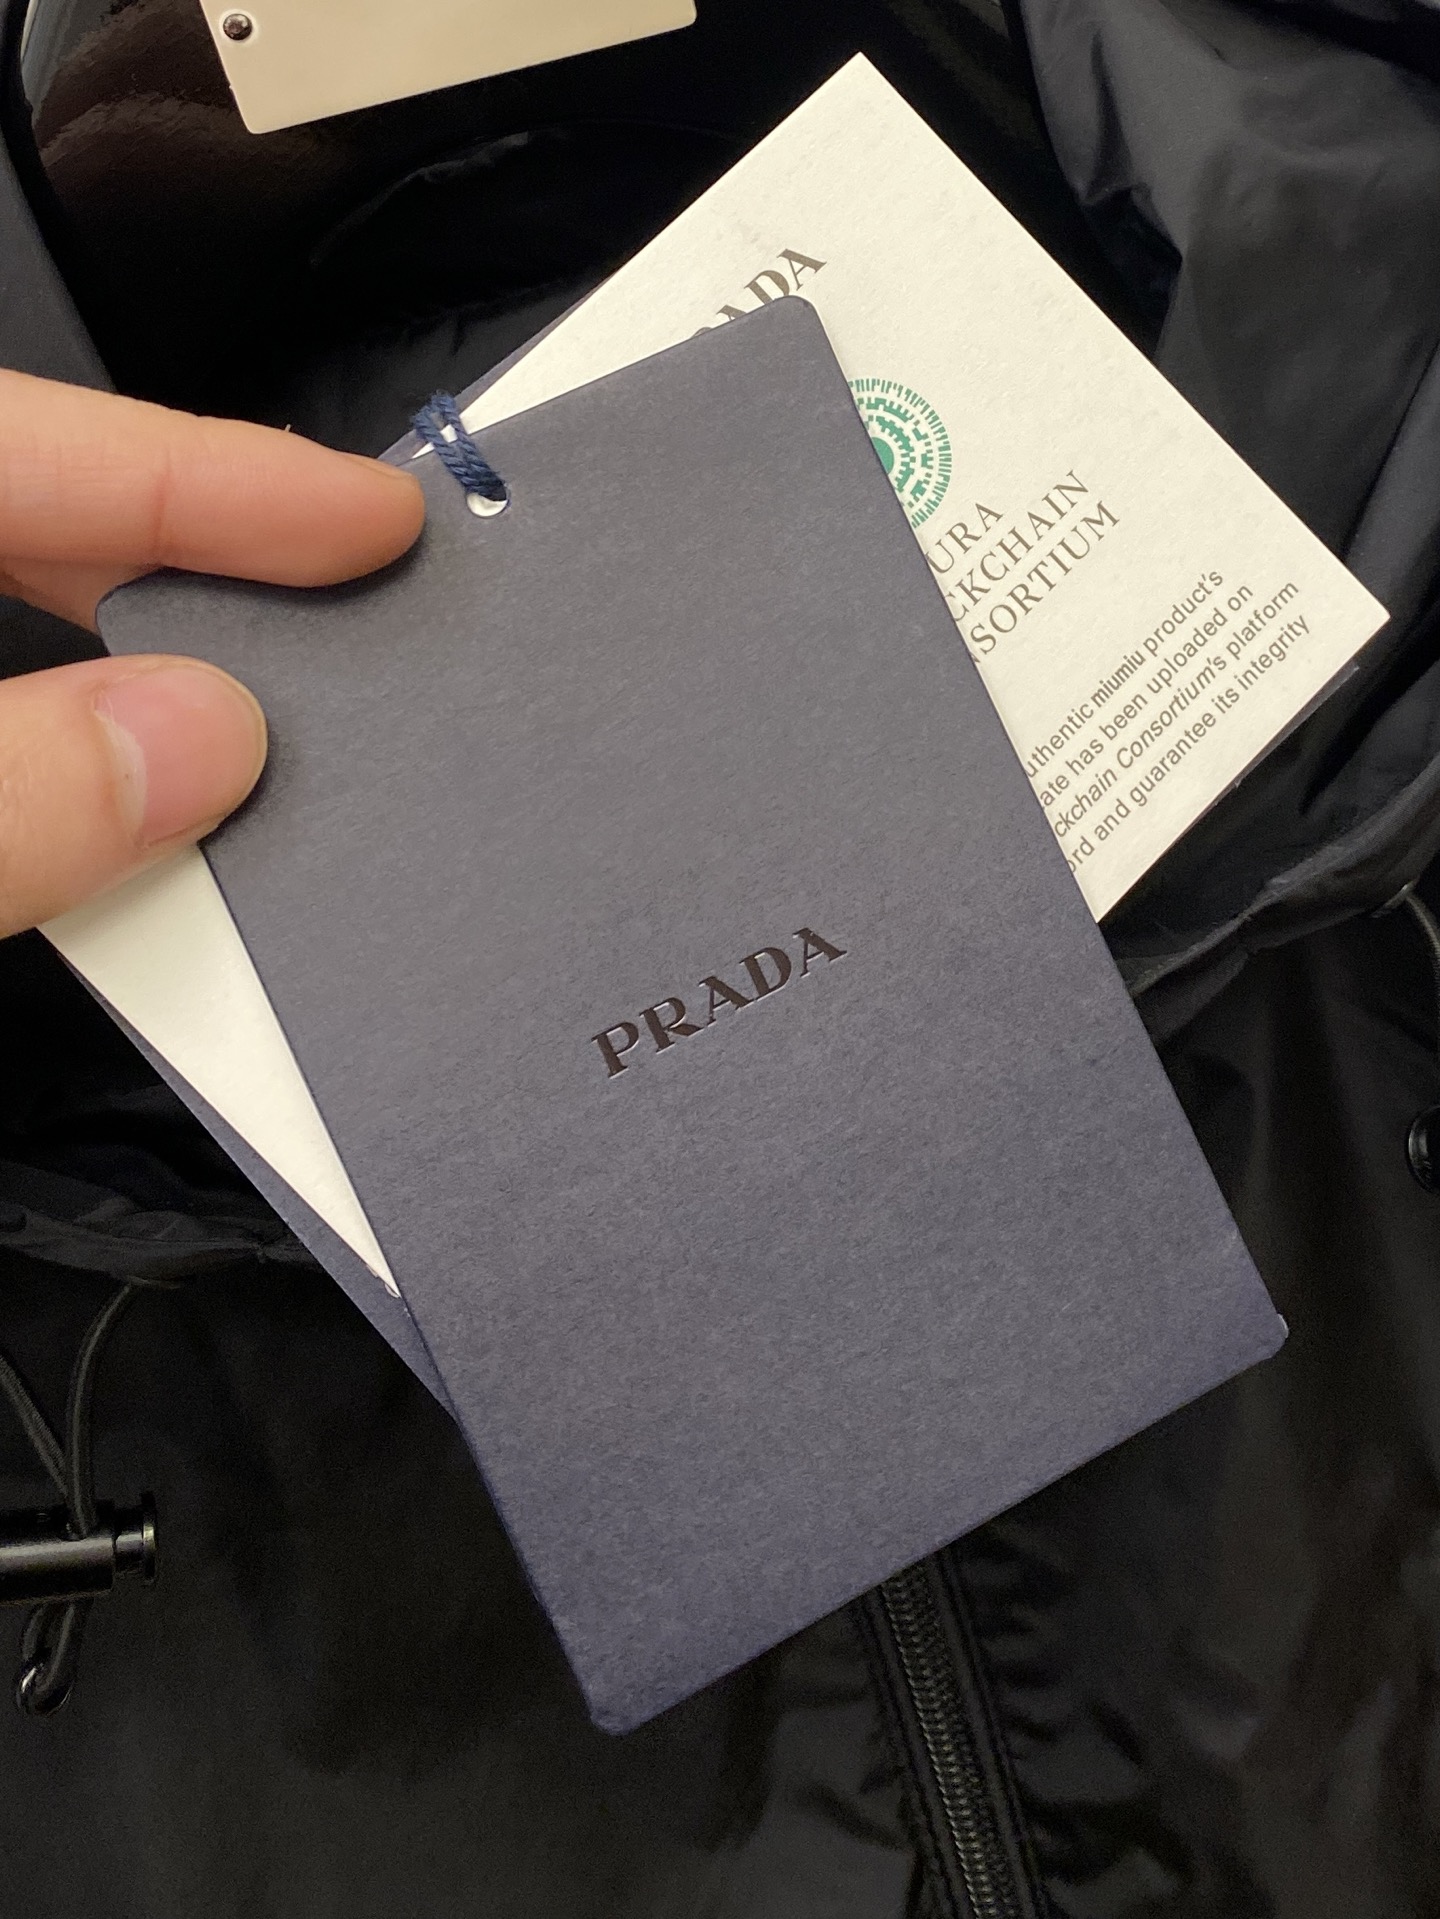 PRADA
URA
CKCHAIN
SORTIUM
uthentic miumiu product's
ate has been uploaded on
ckchain Consortium's platform
ord and guarantee its integrity
PRADA